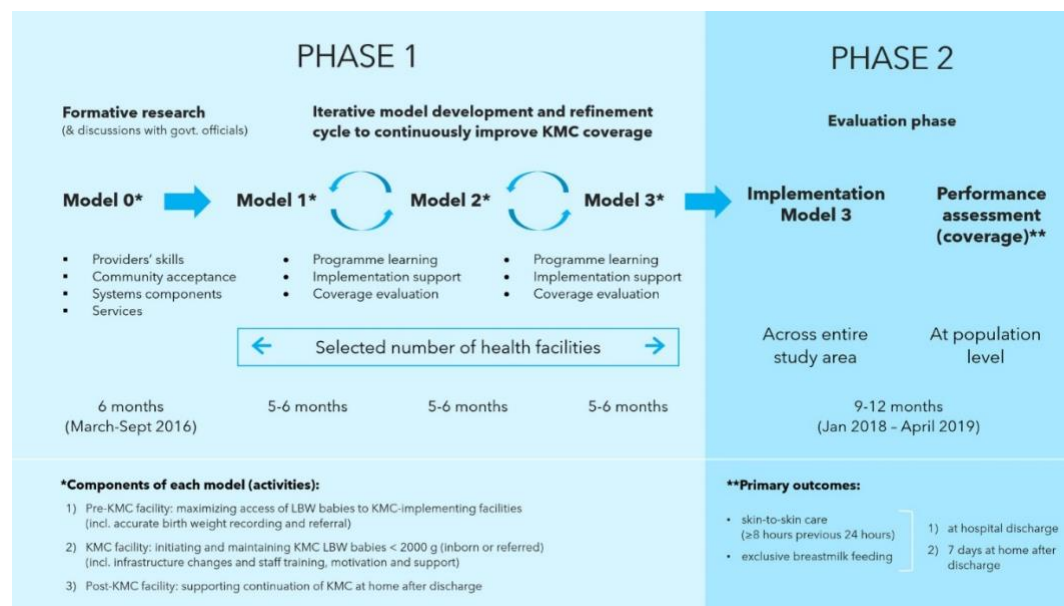 PHASE 1
Formative research
(& discussions with govt. officials)
Iterative model development and refinement
cycle to continuously improve KMC coverage
Model 0*
Model 1*
Model 2*
Model 3*
▪ Providers' skills
▪ Community acceptance
▪ Systems components
▪ Services
• Programme learning
• Implementation support
• Coverage evaluation
• Programme learning
• Implementation support
• Coverage evaluation
← Selected number of health facilities →
6 months
(March-Sept 2016)
5-6 months
5-6 months
5-6 months
PHASE 2
Evaluation phase
Implementation
Model 3
Performance
assessment
(coverage)**
Across entire
study area
At population
level
9-12 months
(Jan 2018 – April 2019)
*Components of each model (activities):
1) Pre-KMC facility: maximizing access of LBW babies to KMC-implementing facilities
(incl. accurate birth weight recording and referral)
2) KMC facility: initiating and maintaining KMC LBW babies < 2000 g (inborn or referred)
(incl. infrastructure changes and staff training, motivation and support)
3) Post-KMC facility: supporting continuation of KMC at home after discharge
**Primary outcomes:
• skin-to-skin care
(≥8 hours previous 24 hours)
• exclusive breastmilk feeding
1) at hospital discharge
2) 7 days at home after
discharge